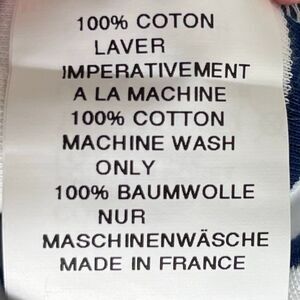 100% COTON
LAVER
IMPERATIVEMENT
A LA MACHINE
100% COTTON
MACHINE WASH
ONLY
100% BAUMWOLLE
NUR
MASCHINENWÄSCHE
MADE IN FRANCE